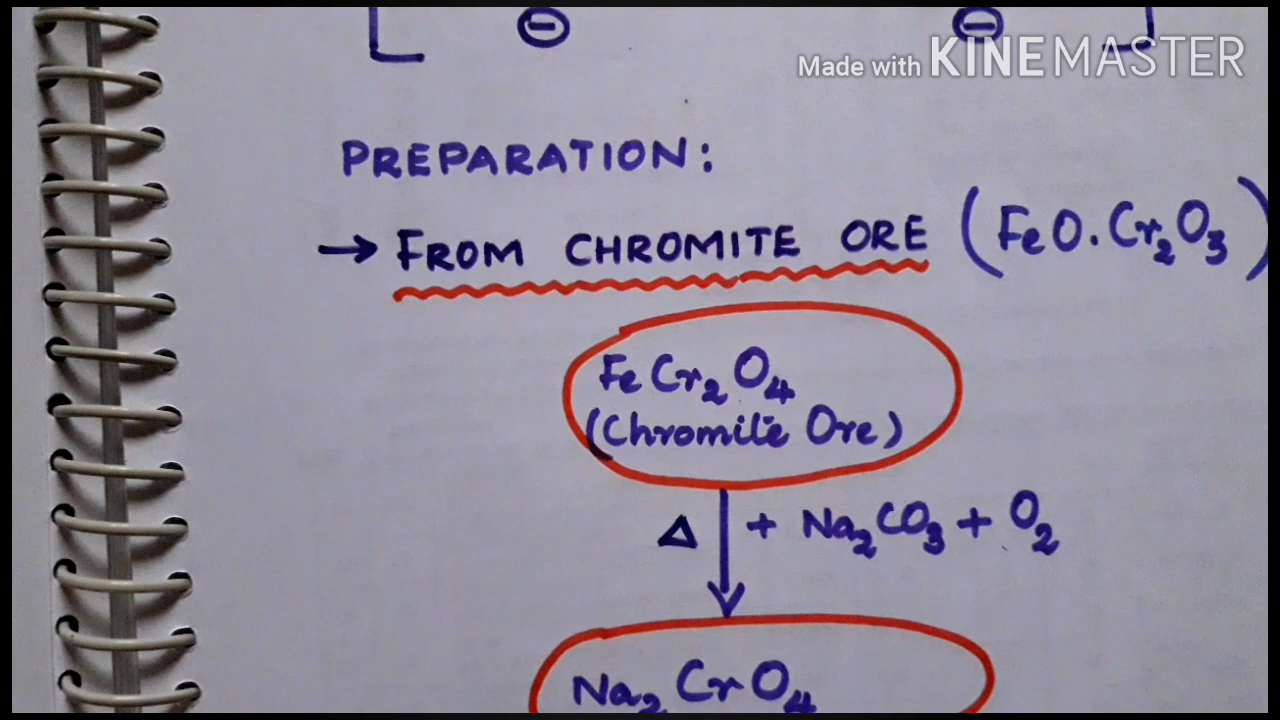 ⊖ ⊖
Made with KINEMASTER
PREPARATION:
→ FROM CHROMITE ORE (FeO.Cr₂O₃)
FeCr₂O₄
(Chromite Ore)
Δ + Na₂CO₃ + O₂
Na₂CrO₄